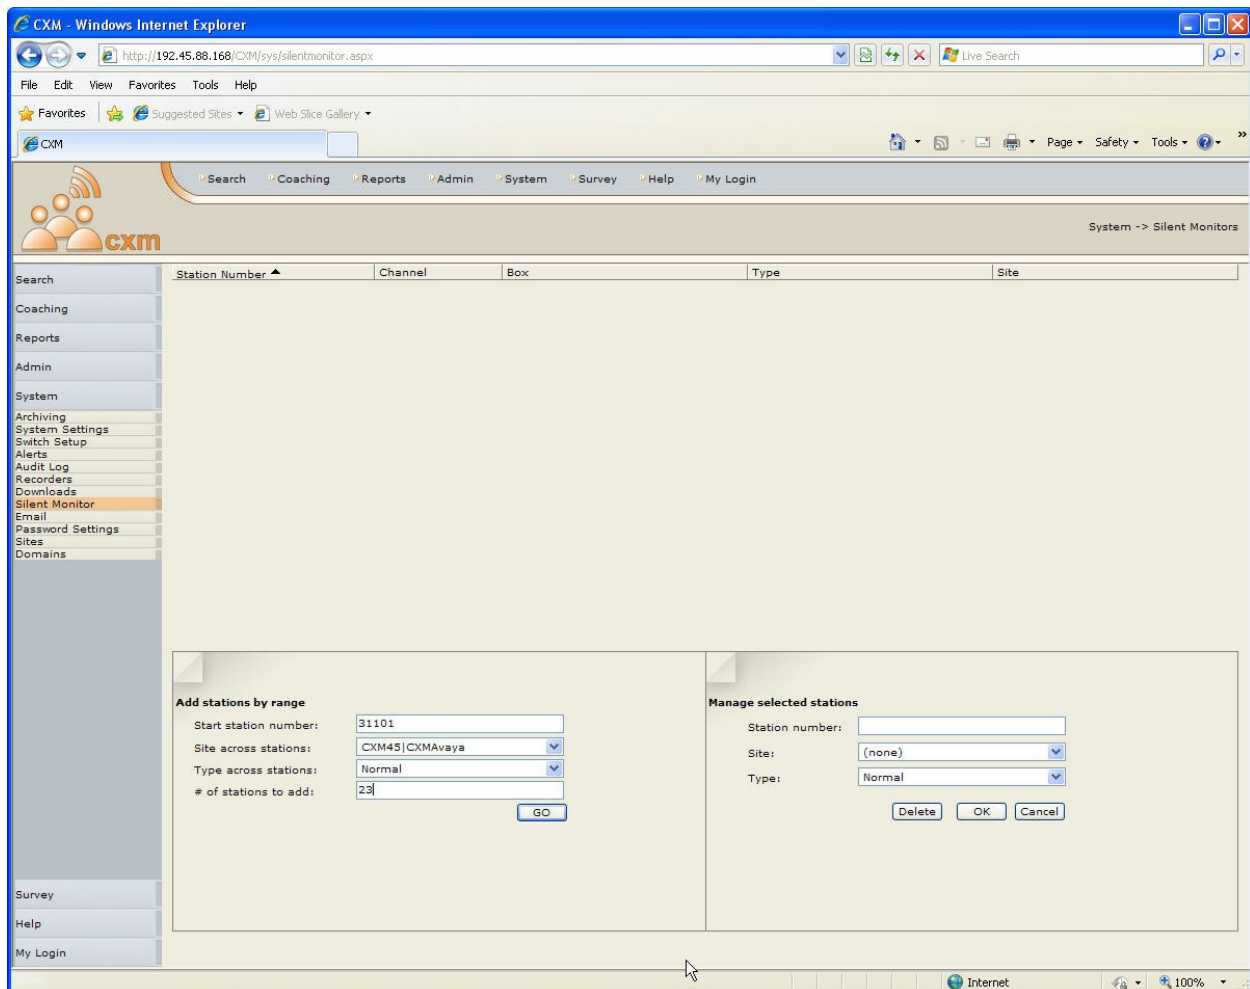 CXM - Windows Internet Explorer
http://192.45.88.168/CXM/sys/silentmonitor.aspx
Live Search
File Edit View Favorites Tools Help
Favorites Suggested Sites Web Slice Gallery
CXM
Page Safety Tools »
Search Coaching Reports Admin System Survey Help My Login
cxm
System -> Silent Monitors
Station Number Channel Box Type Site
Search
Coaching
Reports
Admin
System
Archiving
System Settings
Switch Setup
Alerts
Audit Log
Recorders
Downloads
Silent Monitor
Email
Password Settings
Sites
Domains
Survey
Help
My Login
Add stations by range
Start station number: 31101
Site across stations: CXM45|CXMAvaya
Type across stations: Normal
# of stations to add: 23
GO
Manage selected stations
Station number:
Site: (none)
Type: Normal
Delete OK Cancel
Internet 100%